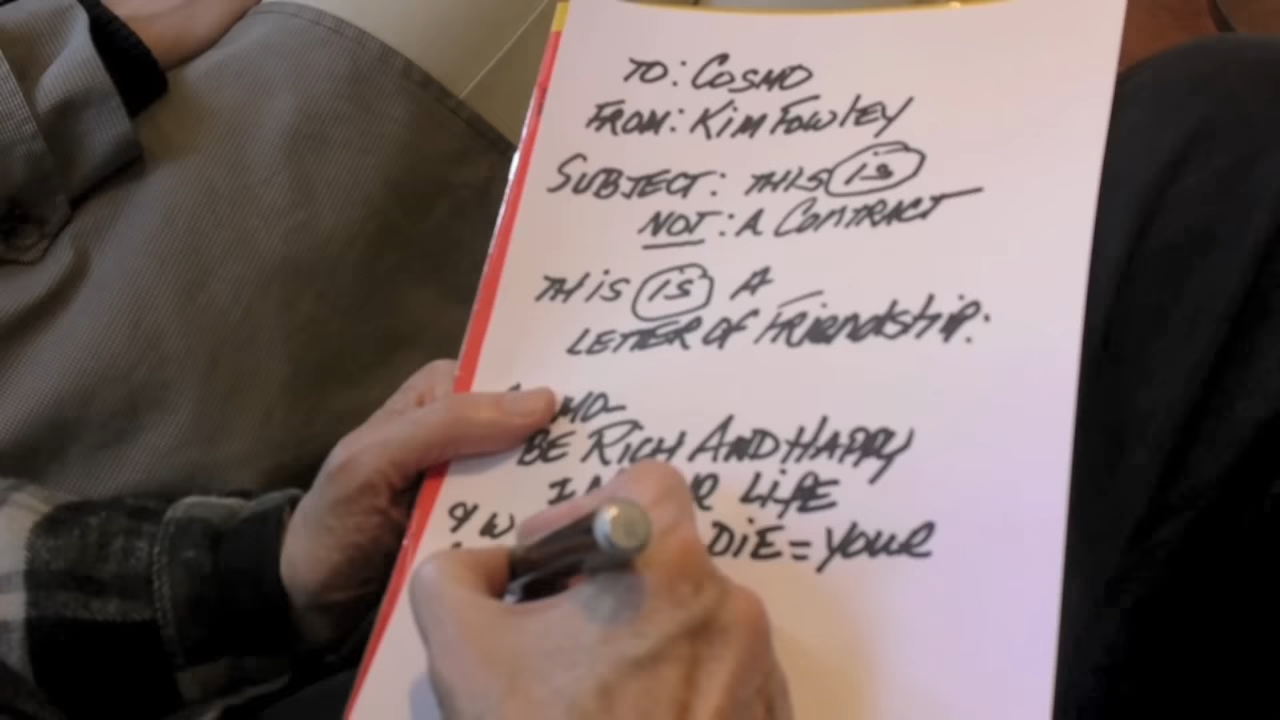 TO: COSMO
FROM: KIM FOWLEY
SUBJECT: THIS IS
NOT: A CONTRACT
THIS IS A
LETTER OF FRIENDSHIP.
BE RICH AND HAPPY
LIFE
DIE = YOUR